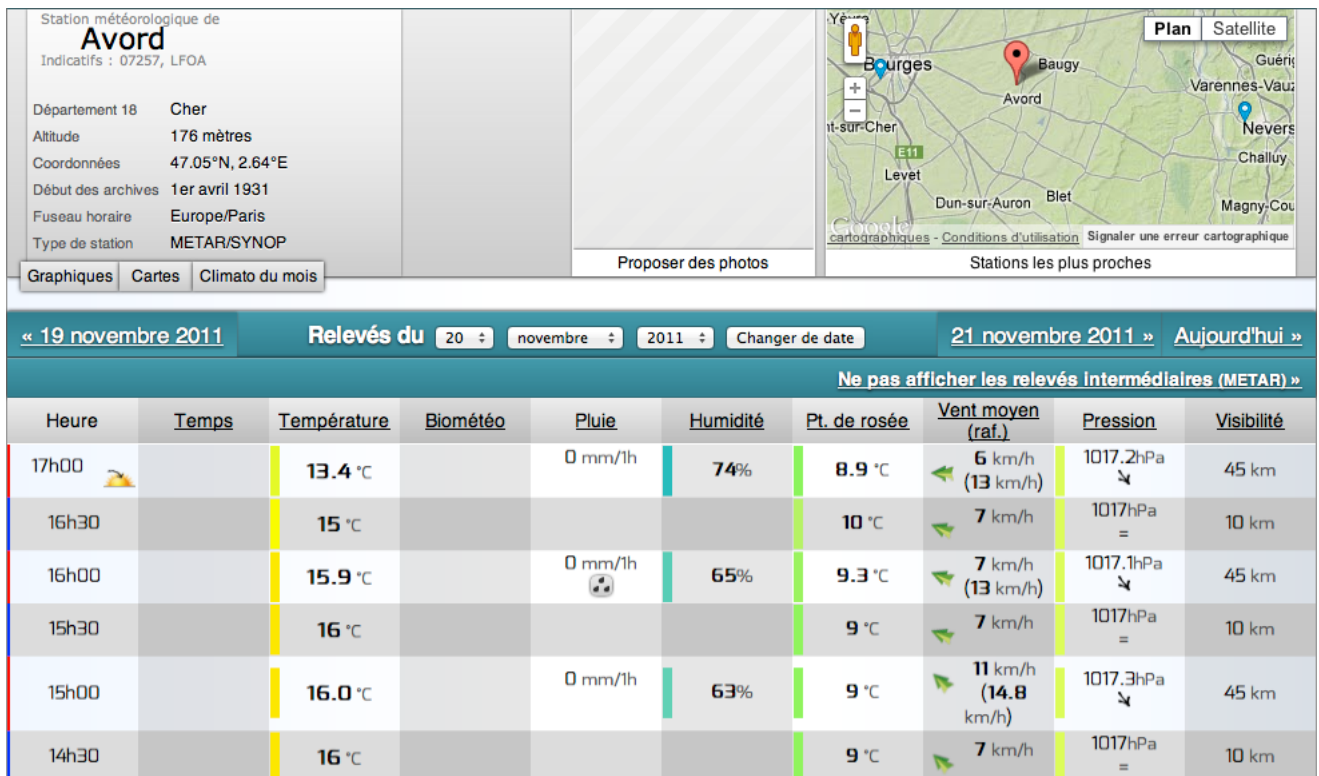 Station météorologique de
Avord
Indicatifs : 07257, LFOA
Département 18 Cher
Altitude 176 mètres
Coordonnées 47.05°N, 2.64°E
Début des archives 1er avril 1931
Fuseau horaire Europe/Paris
Type de station METAR/SYNOP
Graphiques Cartes Climato du mois
Proposer des photos
Plan Satellite
Bourges
Baugy
Avord
Varennes-Vauz
nt-sur-Cher
Nevers
E11
Challuy
Levet
Dun-sur-Auron Blet
Magny-Cou
Google
cartographiques - Conditions d'utilisation Signaler une erreur cartographique
Stations les plus proches
« 19 novembre 2011 Relevés du 20 novembre 2011 Changer de date 21 novembre 2011 » Aujourd'hui »
Ne pas afficher les relevés intermédiaires (METAR) »
Heure Temps Température Biométéo Pluie Humidité Pt. de rosée Vent moyen (raf.) Pression Visibilité
17h00 13.4 °C 0 mm/1h 74% 8.9 °C 6 km/h (13 km/h) 1017.2hPa 45 km
16h30 15 °C 10 °C 7 km/h 1017hPa = 10 km
16h00 15.9 °C 0 mm/1h 65% 9.3 °C 7 km/h (13 km/h) 1017.1hPa 45 km
15h30 16 °C 9 °C 7 km/h 1017hPa = 10 km
15h00 16.0 °C 0 mm/1h 63% 9 °C 11 km/h (14.8 km/h) 1017.3hPa 45 km
14h30 16 °C 9 °C 7 km/h 1017hPa = 10 km